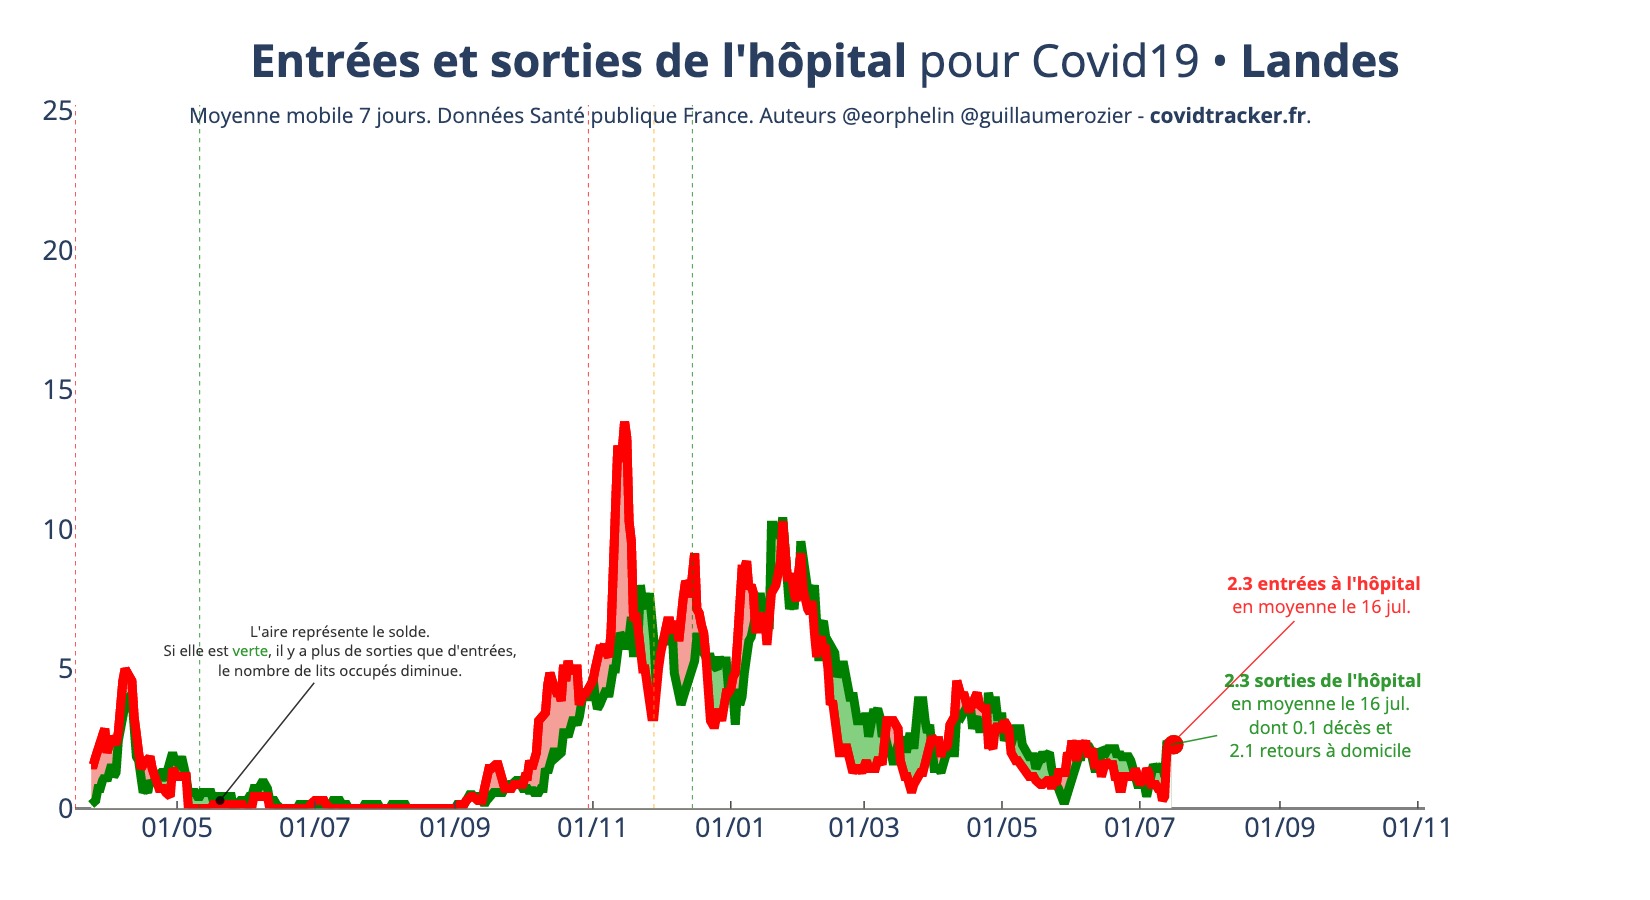 Entrées et sorties de l'hôpital pour Covid19 • Landes
Moyenne mobile 7 jours. Données Santé publique France. Auteurs @eorphelin @guillaumerozier - covidtracker.fr.
25
20
15
10
5
0
L'aire représente le solde.
Si elle est verte, il y a plus de sorties que d'entrées,
le nombre de lits occupés diminue.
2.3 entrées à l'hôpital
en moyenne le 16 jul.
2.3 sorties de l'hôpital
en moyenne le 16 jul.
dont 0.1 décès et
2.1 retours à domicile
01/05 01/07 01/09 01/11 01/01 01/03 01/05 01/07 01/09 01/11